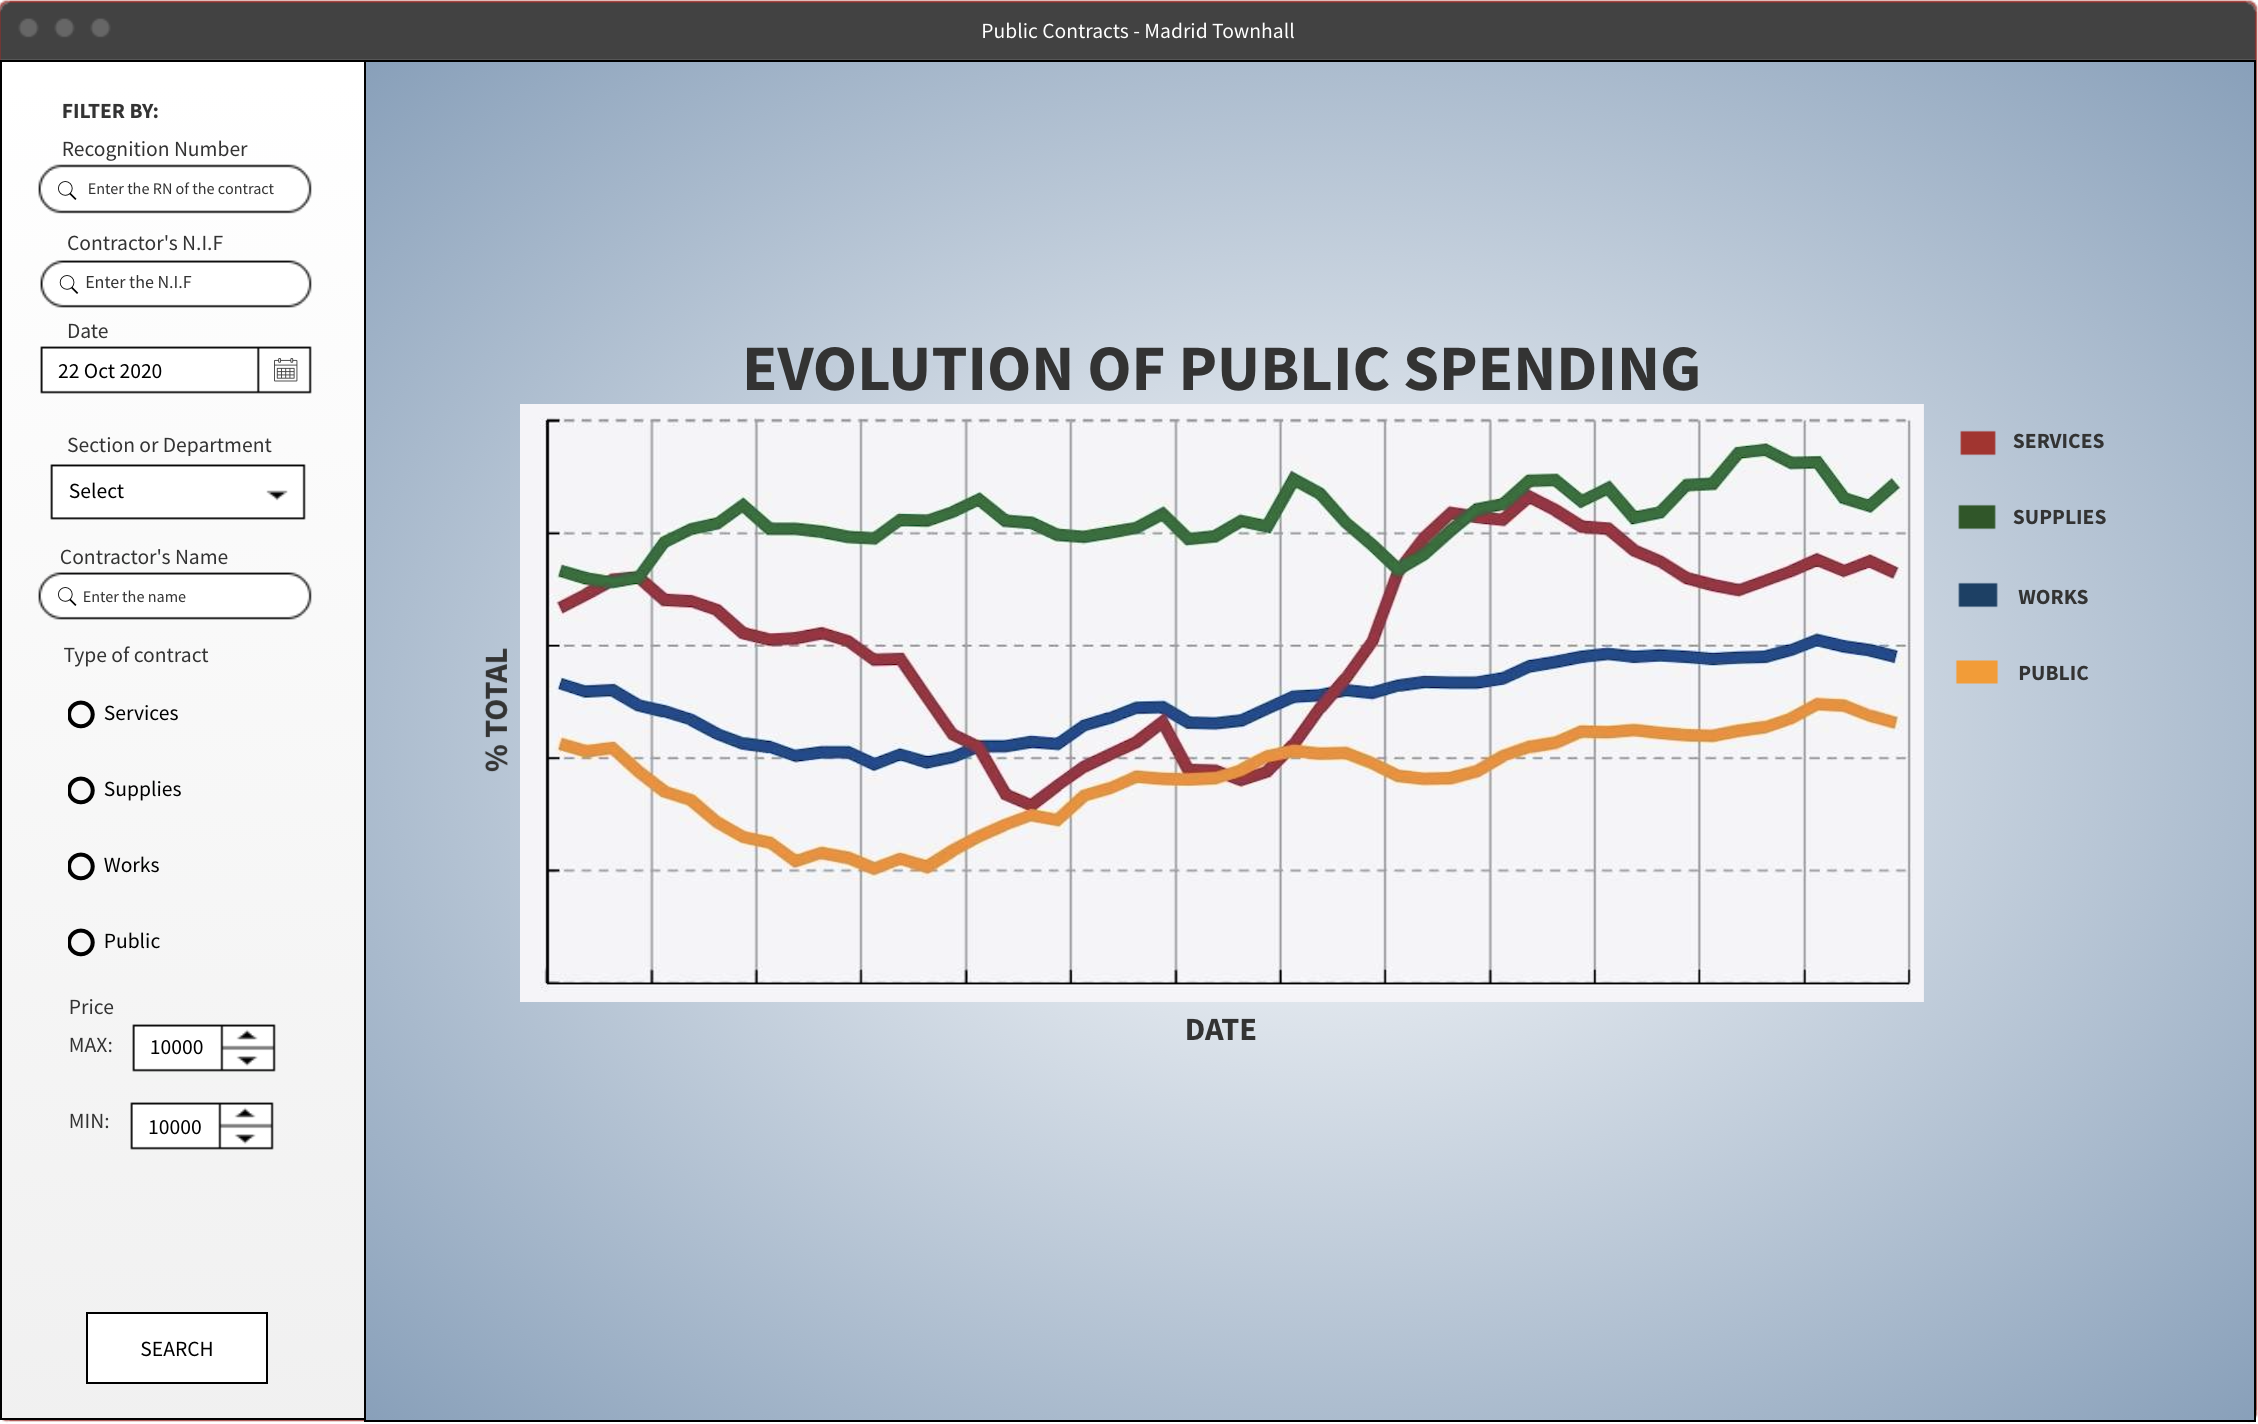 Public Contracts - Madrid Townhall
FILTER BY:
Recognition Number
Enter the RN of the contract
Contractor's N.I.F
Enter the N.I.F
Date
22 Oct 2020
Section or Department
Select
Contractor's Name
Enter the name
Type of contract
Services
Supplies
Works
Public
Price
MAX:
10000
MIN:
10000
SEARCH
EVOLUTION OF PUBLIC SPENDING
% TOTAL
DATE
SERVICES
SUPPLIES
WORKS
PUBLIC